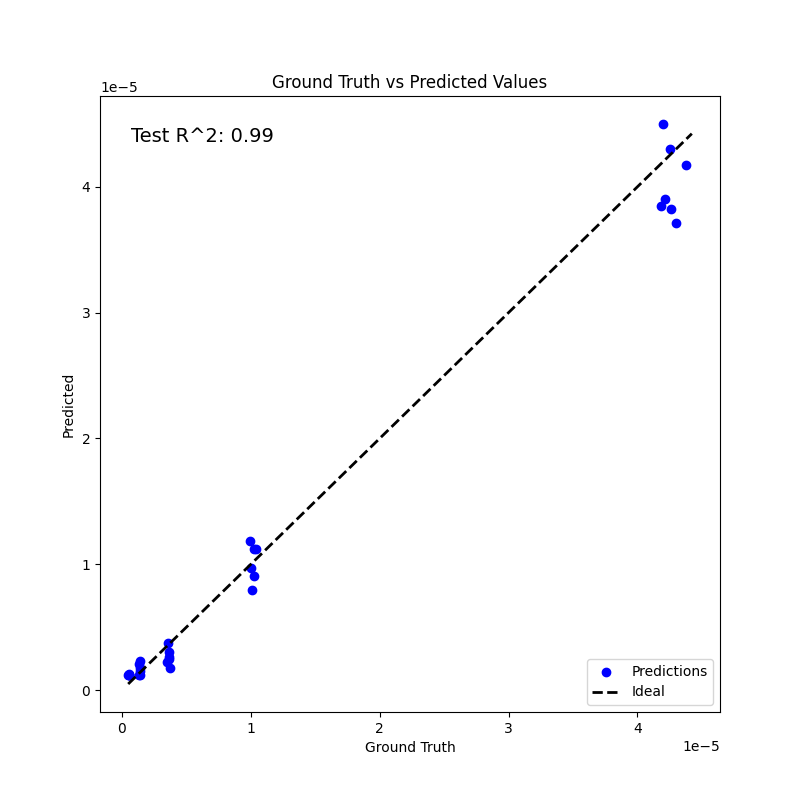 Ground Truth vs Predicted Values
1e−5
Test R^2: 0.99
4
3
2
1
0
Predicted
Predictions
Ideal
0 1 2 3 4
1e−5
Ground Truth